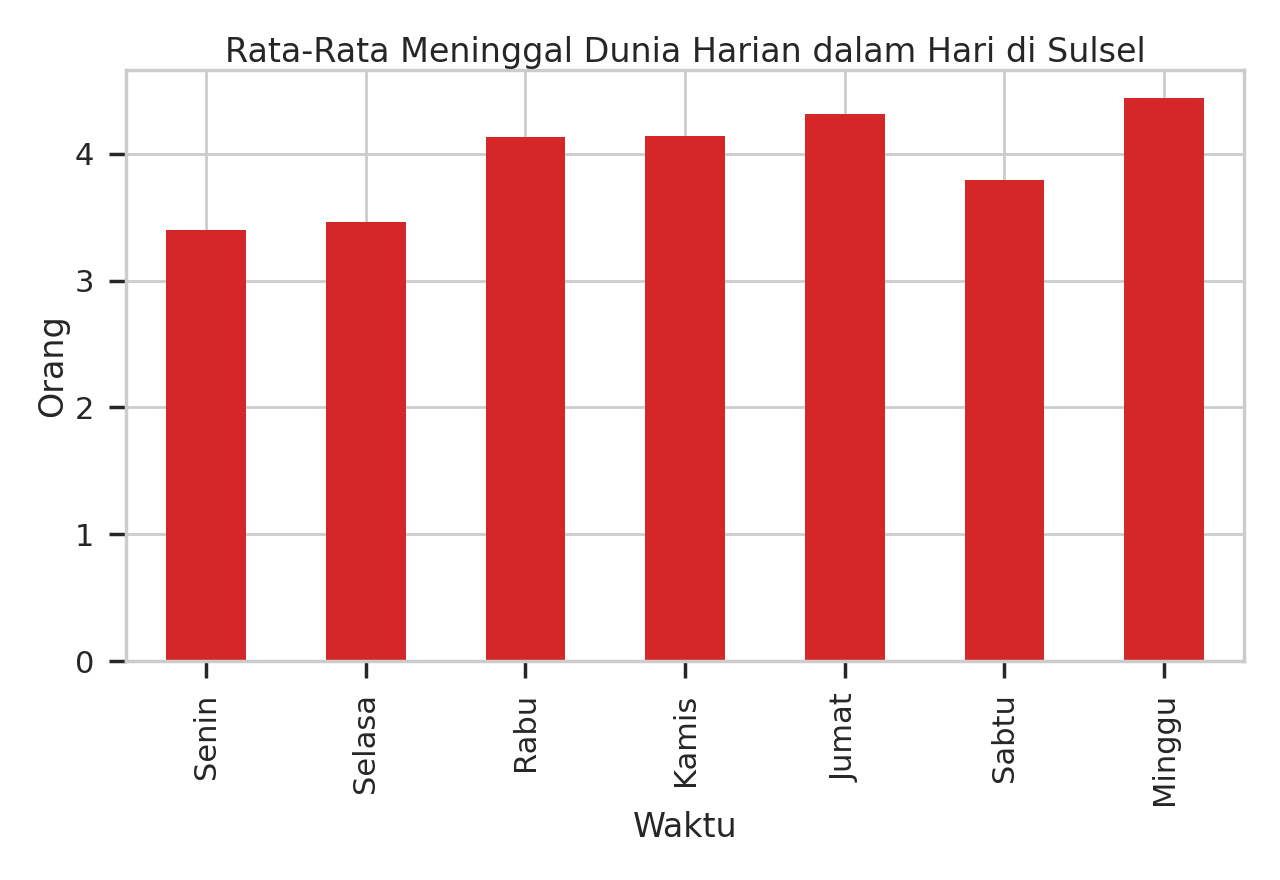 Rata-Rata Meninggal Dunia Harian dalam Hari di Sulsel
Orang
4
3
2
1
0
Senin
Selasa
Rabu
Kamis
Jumat
Sabtu
Minggu
Waktu